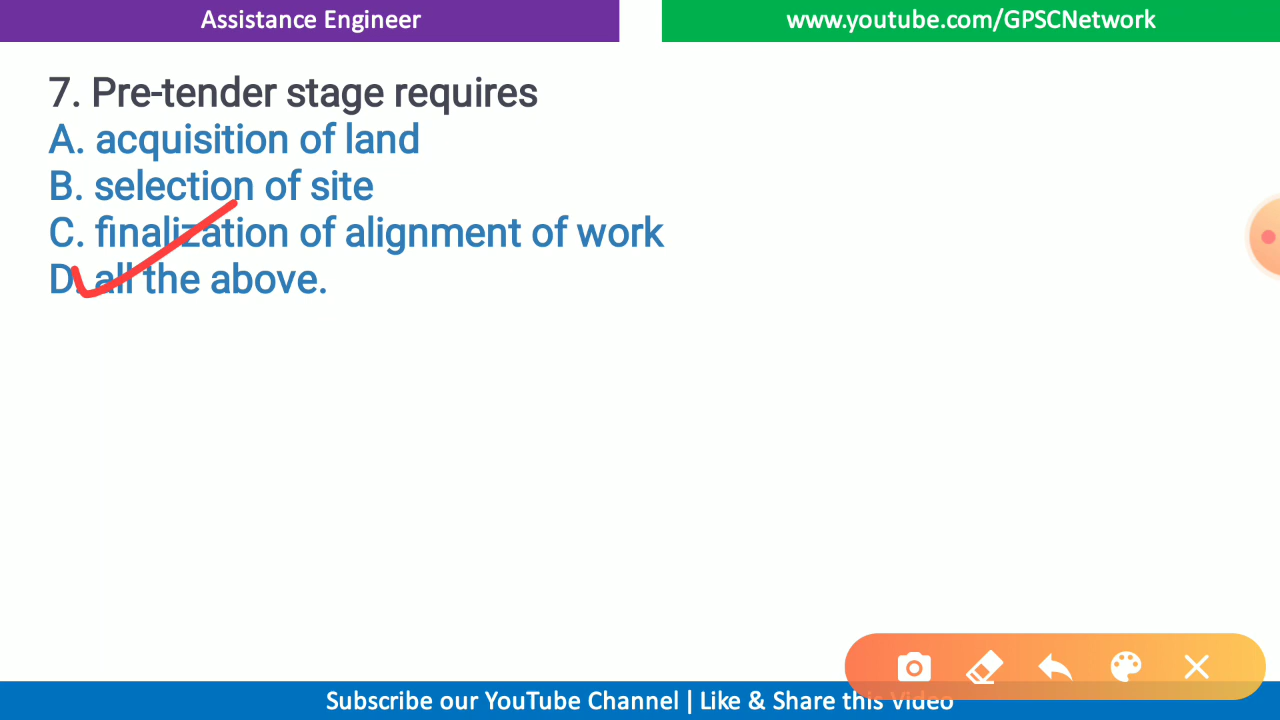 Assistance Engineer
www.youtube.com/GPSCNetwork
7. Pre-tender stage requires
A. acquisition of land
B. selection of site
C. finalization of alignment of work
D. all the above.
Subscribe our YouTube Channel | Like & Share this Video